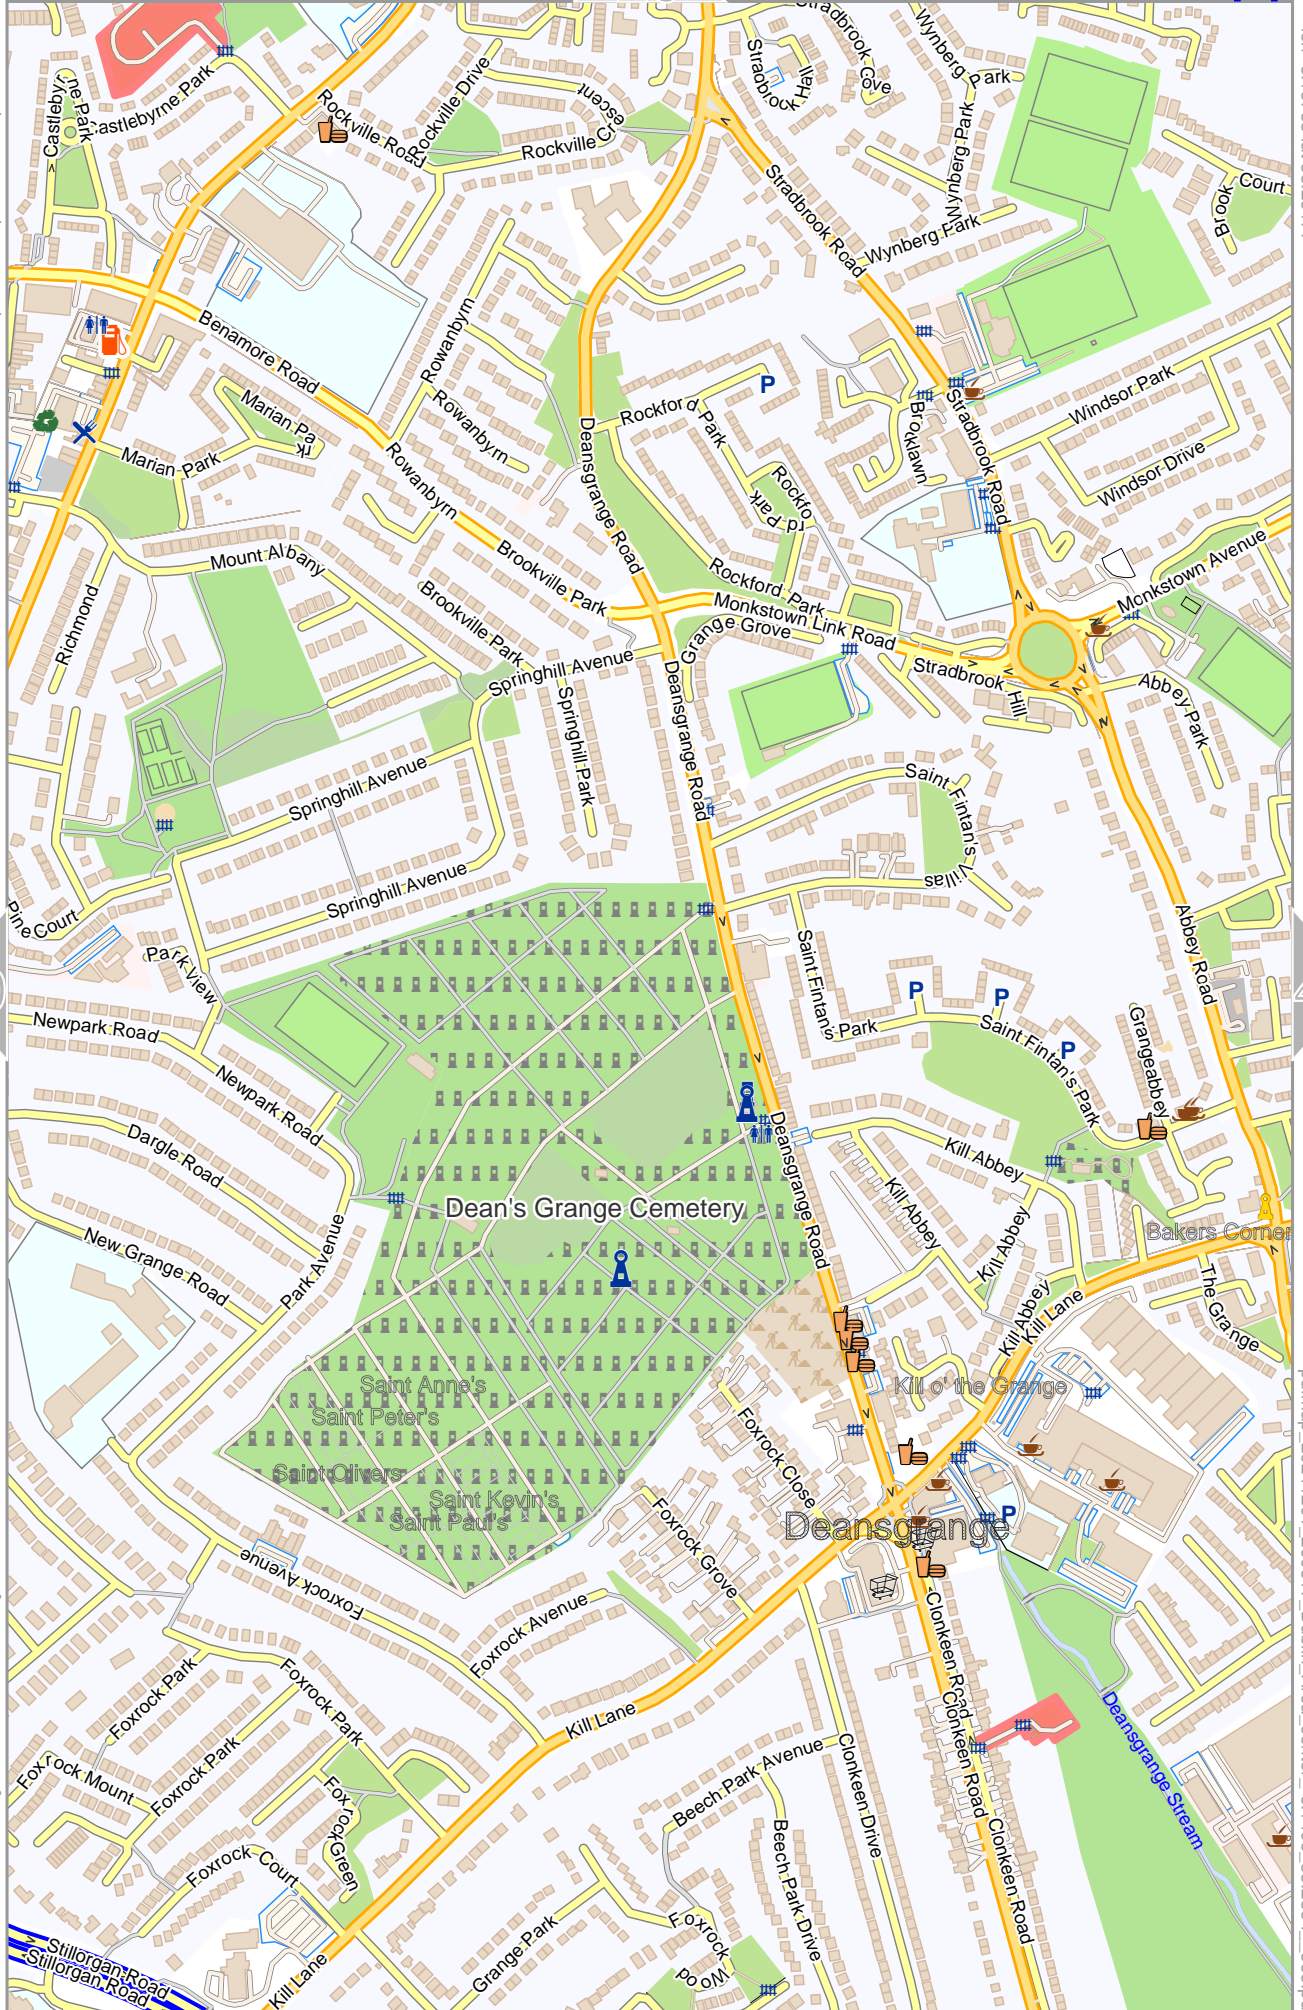 Stradbrook Cove
Wynberg Park
Stradbrook Hall
Castlebyrne Park
Castlebyrne Park
Rockville Drive
Rockville Road
Rockville Crescent
Stradbrook Road
Wynberg Park
Wynberg Park
Court
Brook
Benamore Road
Rowanbyrn
Rowanbyrn
Rowanbyrn
Marian Park
Marian Park
Deansgrange Road
Rockford Park
P
Rockford Park
Rockford Park
Brooklawn
Stradbrook Road
Windsor Park
Windsor Drive
Monkstown Avenue
Mount Albany
Richmond
Brookville Park
Brookville Park
Monkstown Link Road
Grange Grove
Stradbrook Hill
Abbey Park
Springhill Avenue
Springhill Park
Deansgrange Road
Springhill Avenue
Springhill Avenue
Saint Fintan's Villas
Abbey Road
Pine Court
Park View
Saint Fintan's Park
P
P
P
Saint Fintan's Park
Grangeabbey
Newpark Road
Newpark Road
Dargle Road
New Grange Road
Park Avenue
Deansgrange Road
Kill Abbey
Kill Abbey
Kill Abbey
Kill Abbey
Dean's Grange Cemetery
Bakers Corner
Kill Lane
The Grange
Kill o' the Grange
Saint Anne's
Saint Peter's
Saint Olivers
Saint Kevin's
Saint Paul's
Foxrock Close
Foxrock Grove
Deansgrange
P
Foxrock Avenue
Foxrock Avenue
Clonkeen Road
Clonkeen Road
Clonkeen Road
Clonkeen Drive
Deansgrange Stream
Foxrock Park
Foxrock Park
Foxrock Park
Foxrock Mount
Foxrock Green
Foxrock Court
Kill Lane
Beech Park Avenue
Beech Park Drive
Foxrock Wood
Grange Park
Stillorgan Road
Stillorgan Road
Kill Lane